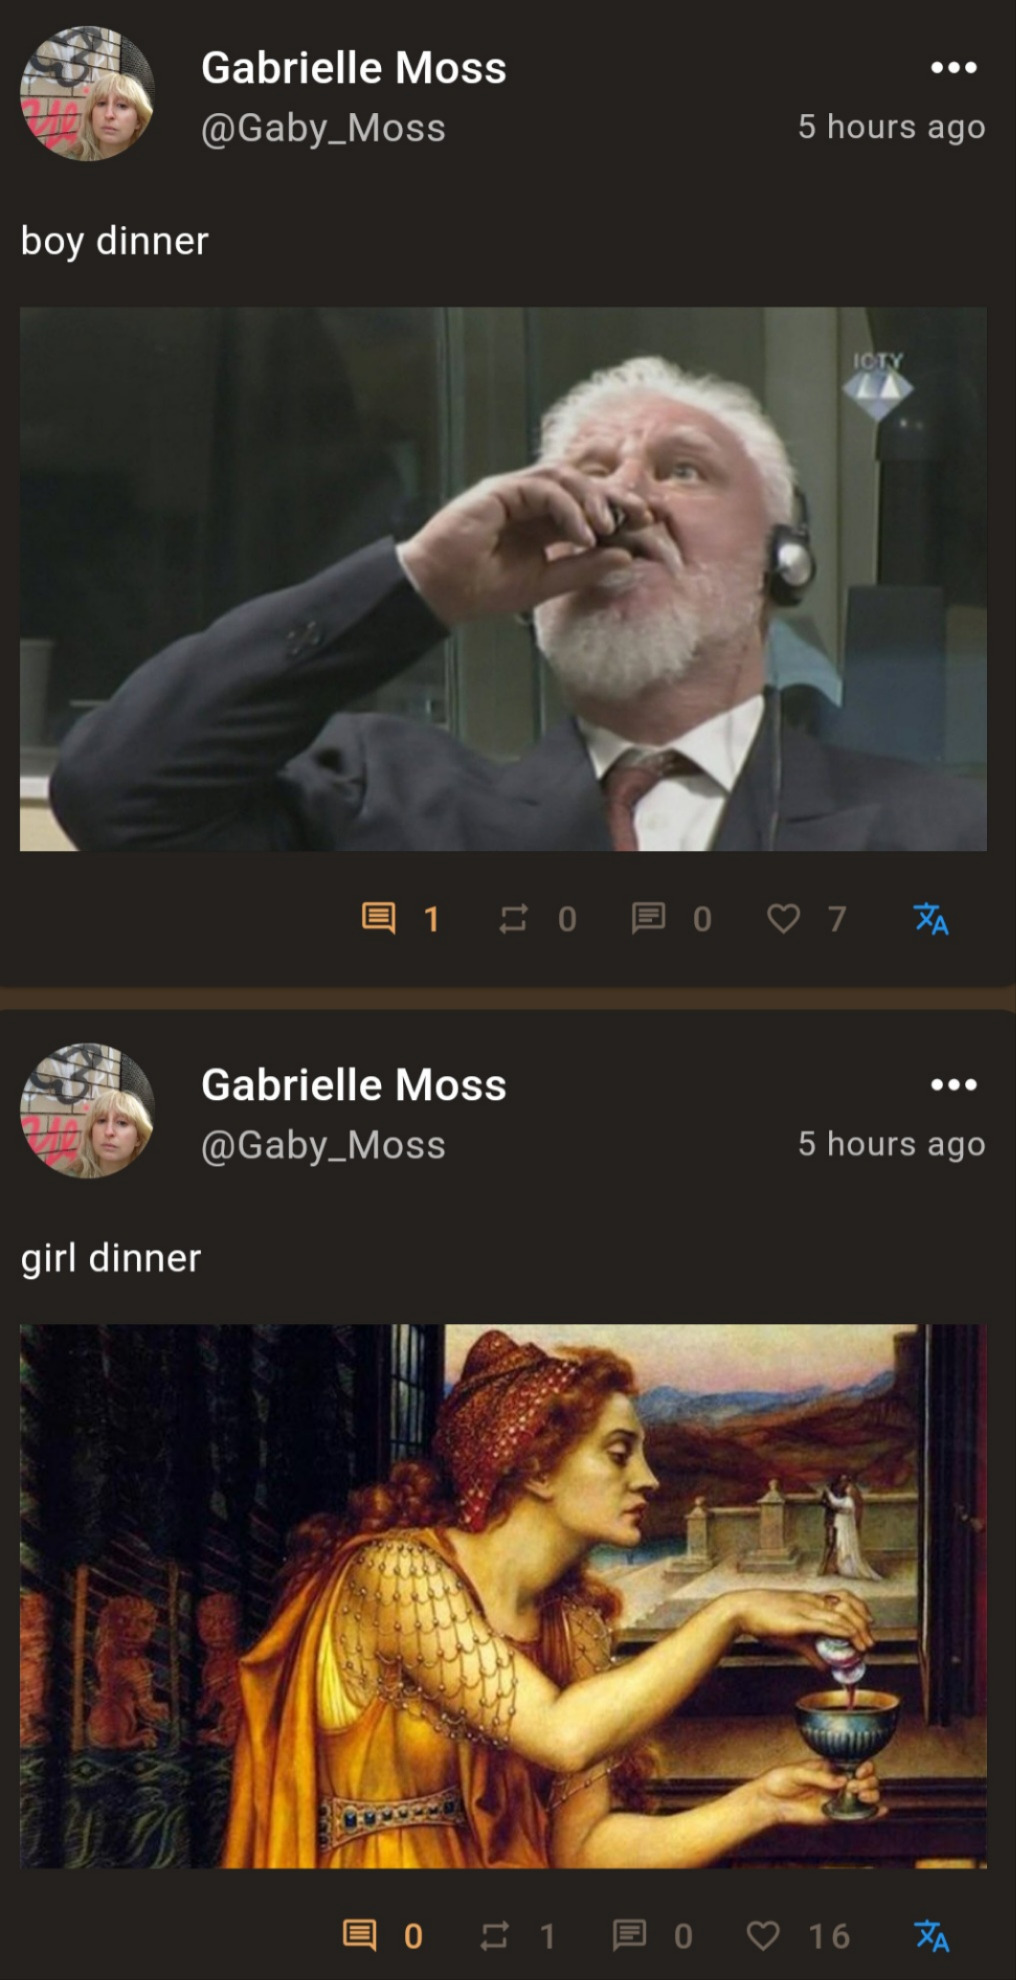 Gabrielle Moss
@Gaby_Moss
5 hours ago
boy dinner
ICTY
1 0 0 7
Gabrielle Moss
@Gaby_Moss
5 hours ago
girl dinner
0 1 0 16